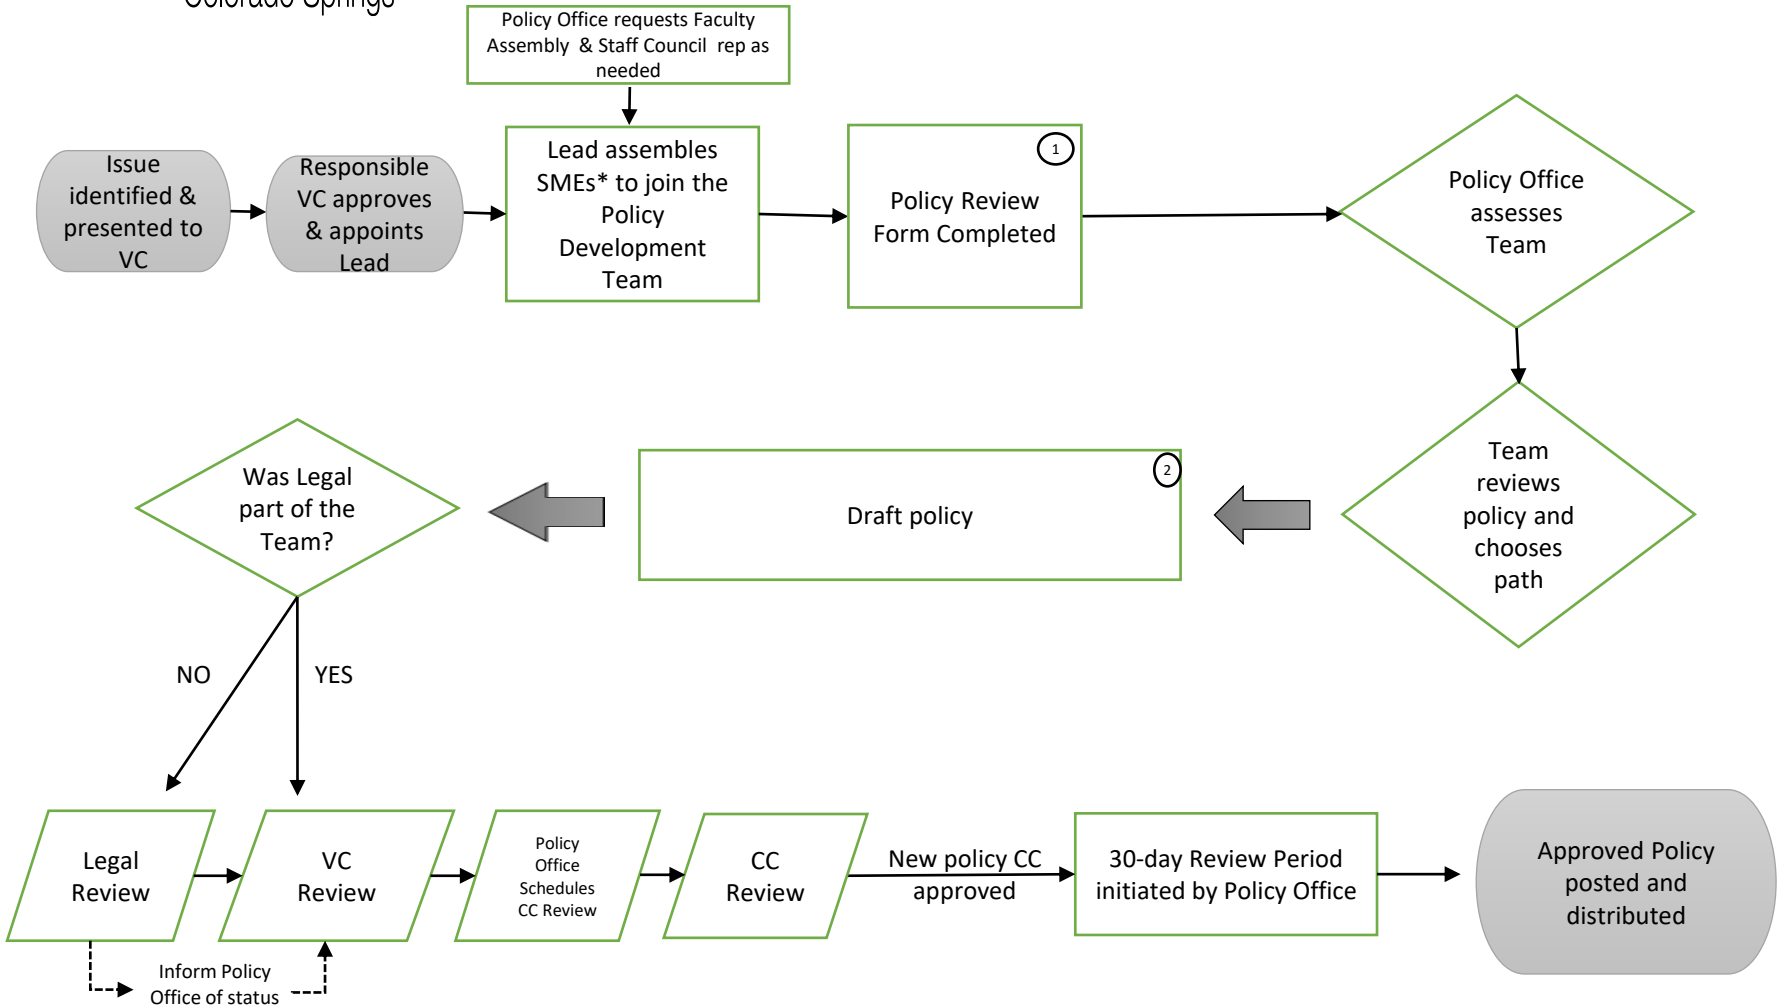 Colorado Springs
Policy Office requests Faculty
Assembly & Staff Council rep as
needed
Issue
identified &
presented to
VC
Responsible
VC approves
& appoints
Lead
Lead assembles
SMEs* to join the
Policy
Development
Team
1
Policy Review
Form Completed
Policy Office
assesses
Team
Team
reviews
policy and
chooses
path
2
Draft policy
Was Legal
part of the
Team?
NO
YES
Legal
Review
VC
Review
Policy
Office
Schedules
CC Review
CC
Review
New policy CC
approved
30-day Review Period
initiated by Policy Office
Approved Policy
posted and
distributed
Inform Policy
Office of status